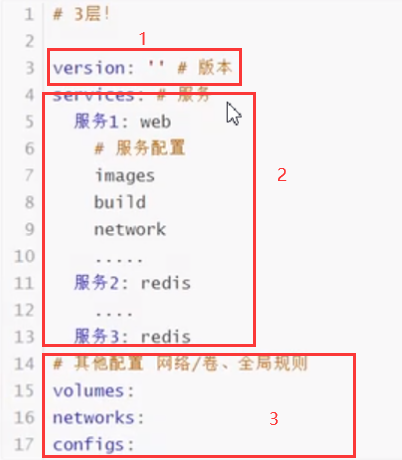 1 # 3层!
2
1
3 version: '' # 版本
4 services: # 服务
5 服务1: web
6 # 服务配置
7 images
2
8 build
9 network
10 .....
11 服务2: redis
12 ....
13 服务3: redis
14 # 其他配置 网络/卷、全局规则
15 volumes:
16 networks:
3
17 configs: